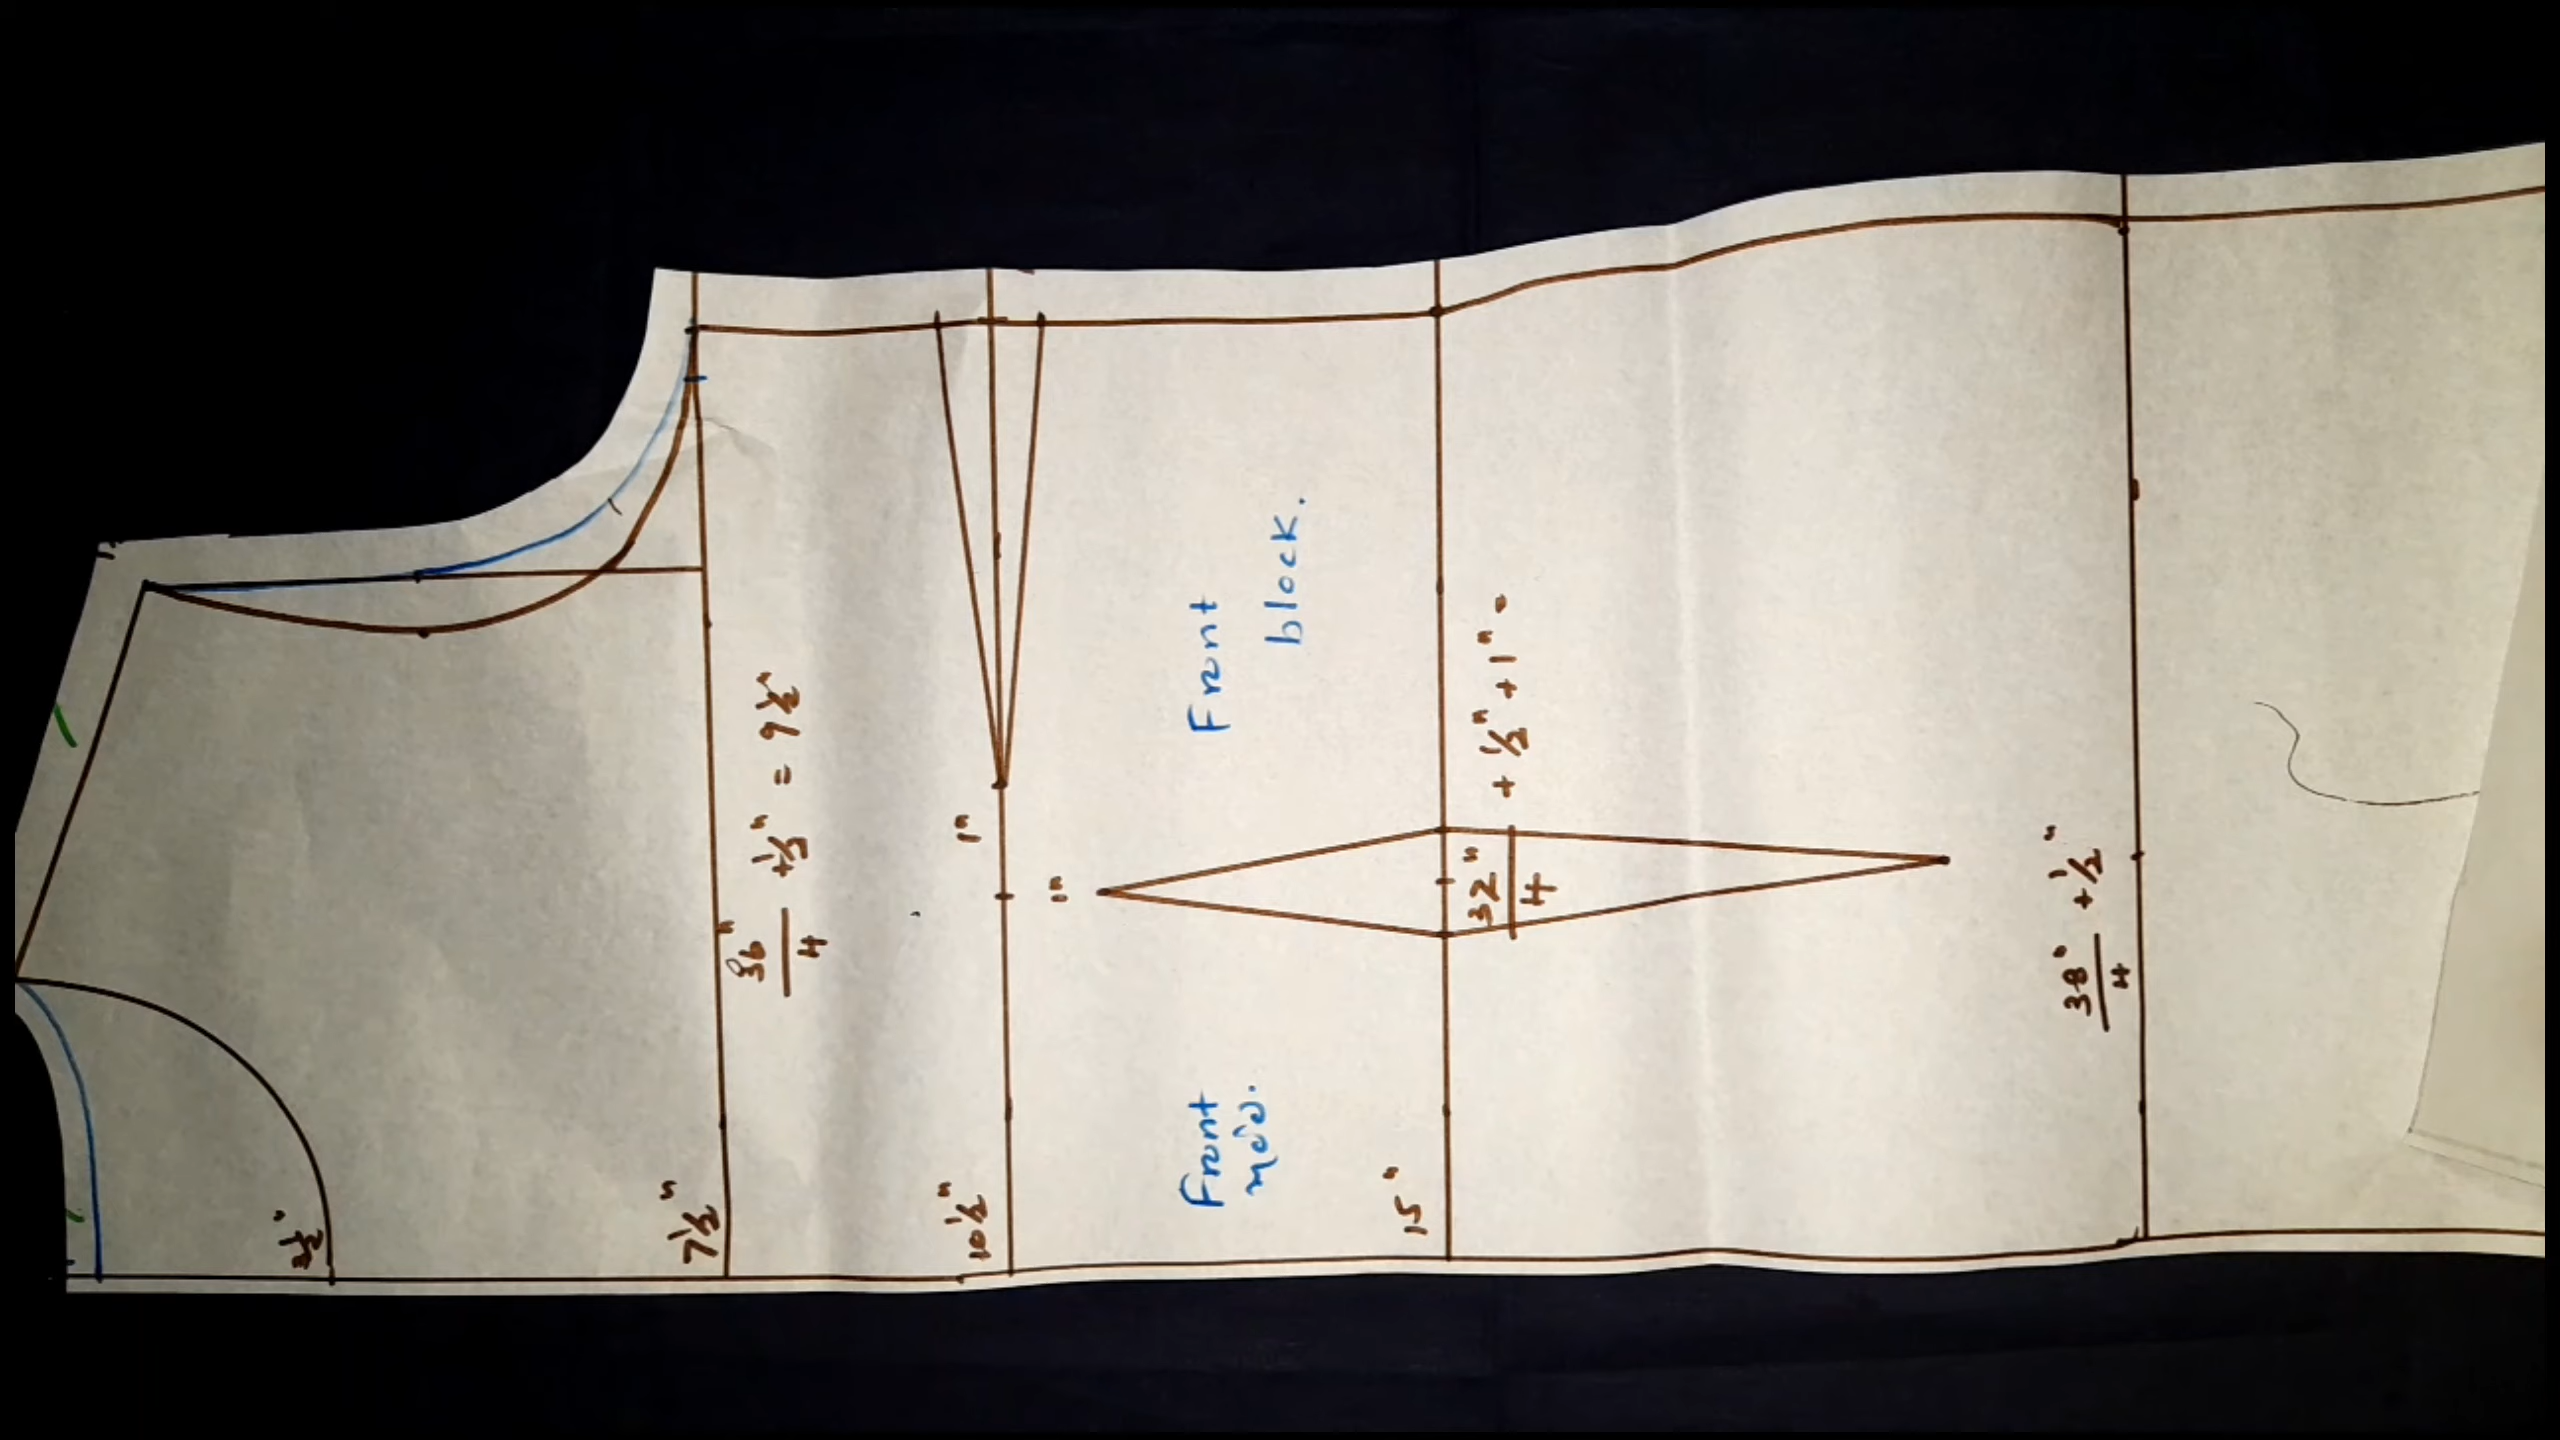 3½"
7½"
36"/4 + ½" = 9½"
10½"
1"
1"
Front
block.
Front
mid.
15"
32"/4 + ½" + 1" =
38"/4 + ½"